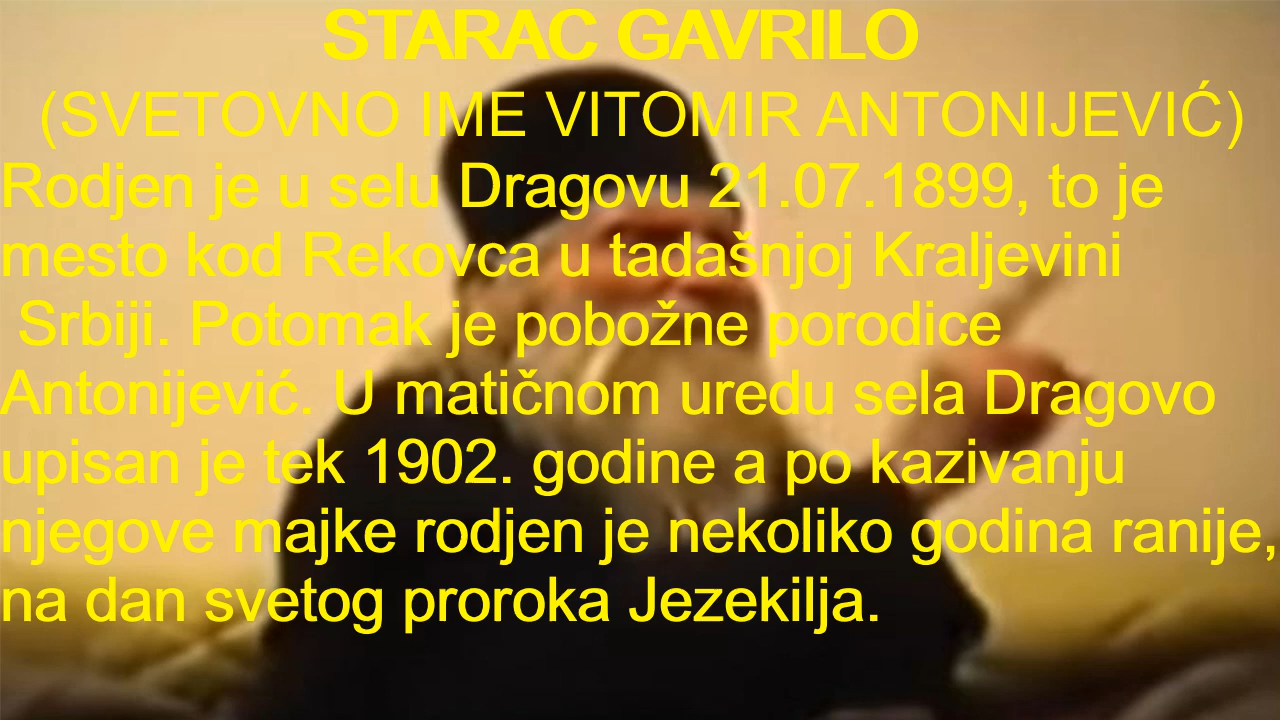 STARAC GAVRILO
(SVETOVNO IME VITOMIR ANTONIJEVIĆ)
Rodjen je u selu Dragovu 21.07.1899, to je
mesto kod Rekovca u tadašnjoj Kraljevini
Srbiji. Potomak je pobožne porodice
Antonijević. U matičnom uredu sela Dragovo
upisan je tek 1902. godine a po kazivanju
njegove majke rodjen je nekoliko godina ranije,
na dan svetog proroka Jezekilja.